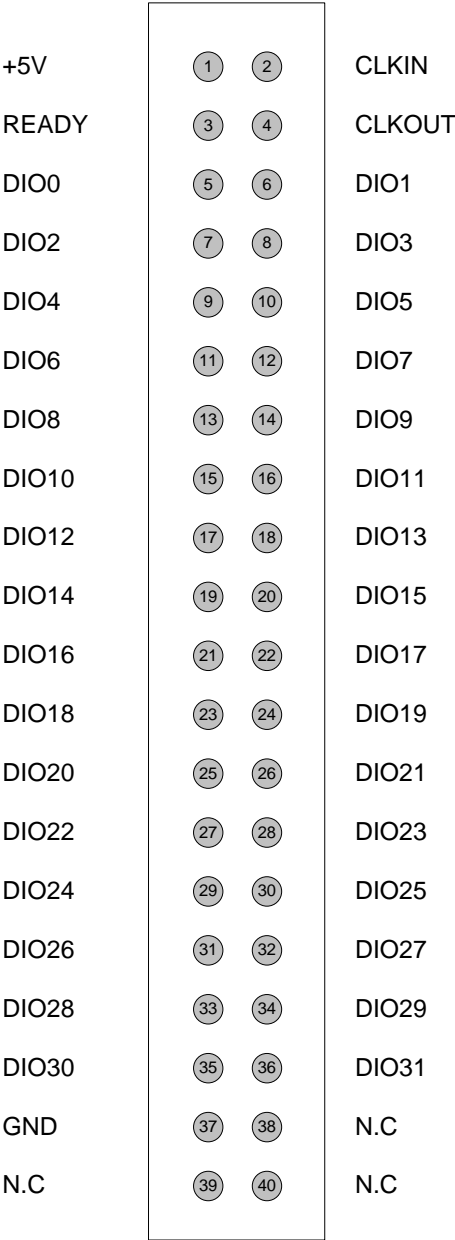 +5V 1 2 CLKIN
READY 3 4 CLKOUT
DIO0 5 6 DIO1
DIO2 7 8 DIO3
DIO4 9 10 DIO5
DIO6 11 12 DIO7
DIO8 13 14 DIO9
DIO10 15 16 DIO11
DIO12 17 18 DIO13
DIO14 19 20 DIO15
DIO16 21 22 DIO17
DIO18 23 24 DIO19
DIO20 25 26 DIO21
DIO22 27 28 DIO23
DIO24 29 30 DIO25
DIO26 31 32 DIO27
DIO28 33 34 DIO29
DIO30 35 36 DIO31
GND 37 38 N.C
N.C 39 40 N.C